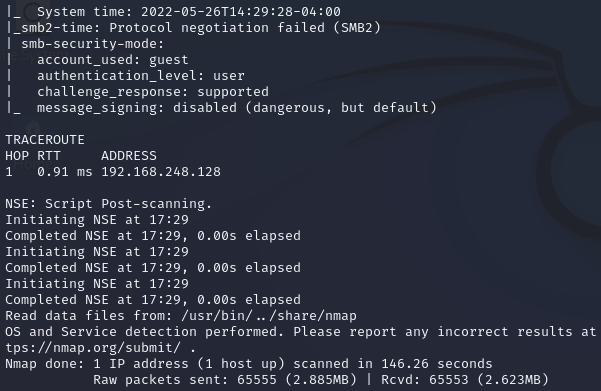 |_  System time: 2022-05-26T14:29:28-04:00
|_smb2-time: Protocol negotiation failed (SMB2)
| smb-security-mode:
|   account_used: guest
|   authentication_level: user
|   challenge_response: supported
|_  message_signing: disabled (dangerous, but default)
TRACEROUTE
HOP RTT     ADDRESS
1   0.91 ms 192.168.248.128
NSE: Script Post-scanning.
Initiating NSE at 17:29
Completed NSE at 17:29, 0.00s elapsed
Initiating NSE at 17:29
Completed NSE at 17:29, 0.00s elapsed
Initiating NSE at 17:29
Completed NSE at 17:29, 0.00s elapsed
Read data files from: /usr/bin/../share/nmap
OS and Service detection performed. Please report any incorrect results at
tps://nmap.org/submit/ .
Nmap done: 1 IP address (1 host up) scanned in 146.26 seconds
           Raw packets sent: 65555 (2.885MB) | Rcvd: 65553 (2.623MB)